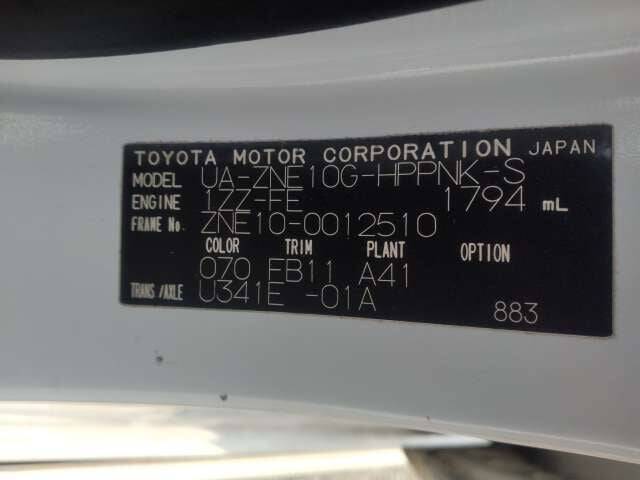 TOYOTA MOTOR CORPORATION JAPAN
MODEL UA-ZNE10G-HPPNK-S
ENGINE 1ZZ-FE 1794 mL
FRAME No. ZNE10-0012510
COLOR TRIM PLANT OPTION
070 FB11 A41
TRANS/AXLE U341E -01A
883